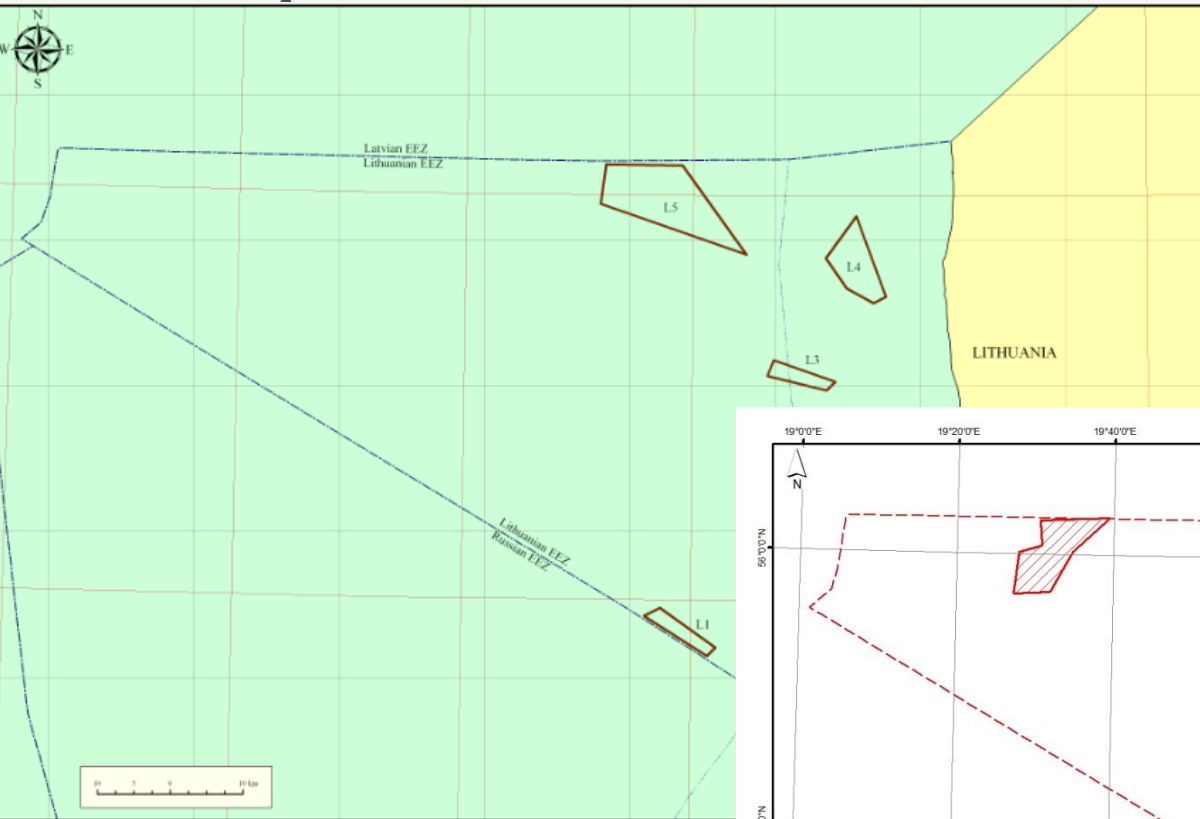 N
W
E
S
Latvian EEZ
Lithuanian EEZ
L5
L4
LITHUANIA
L3
19°0'0"E
19°20'0"E
19°40'0"E
N
56°0'0"N
Lithuanian EEZ
Russian EEZ
L1
10 5 0 10 km
0"N